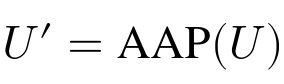 U′ = AAP(U)